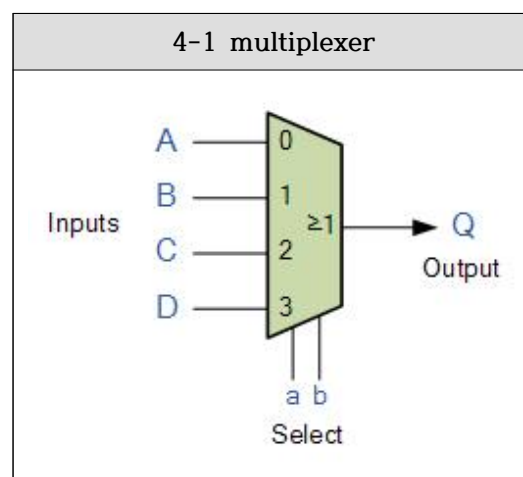 4-1 multiplexer
A
0
B
1
Inputs
≥1
Q
C
2
Output
D
3
a b
Select